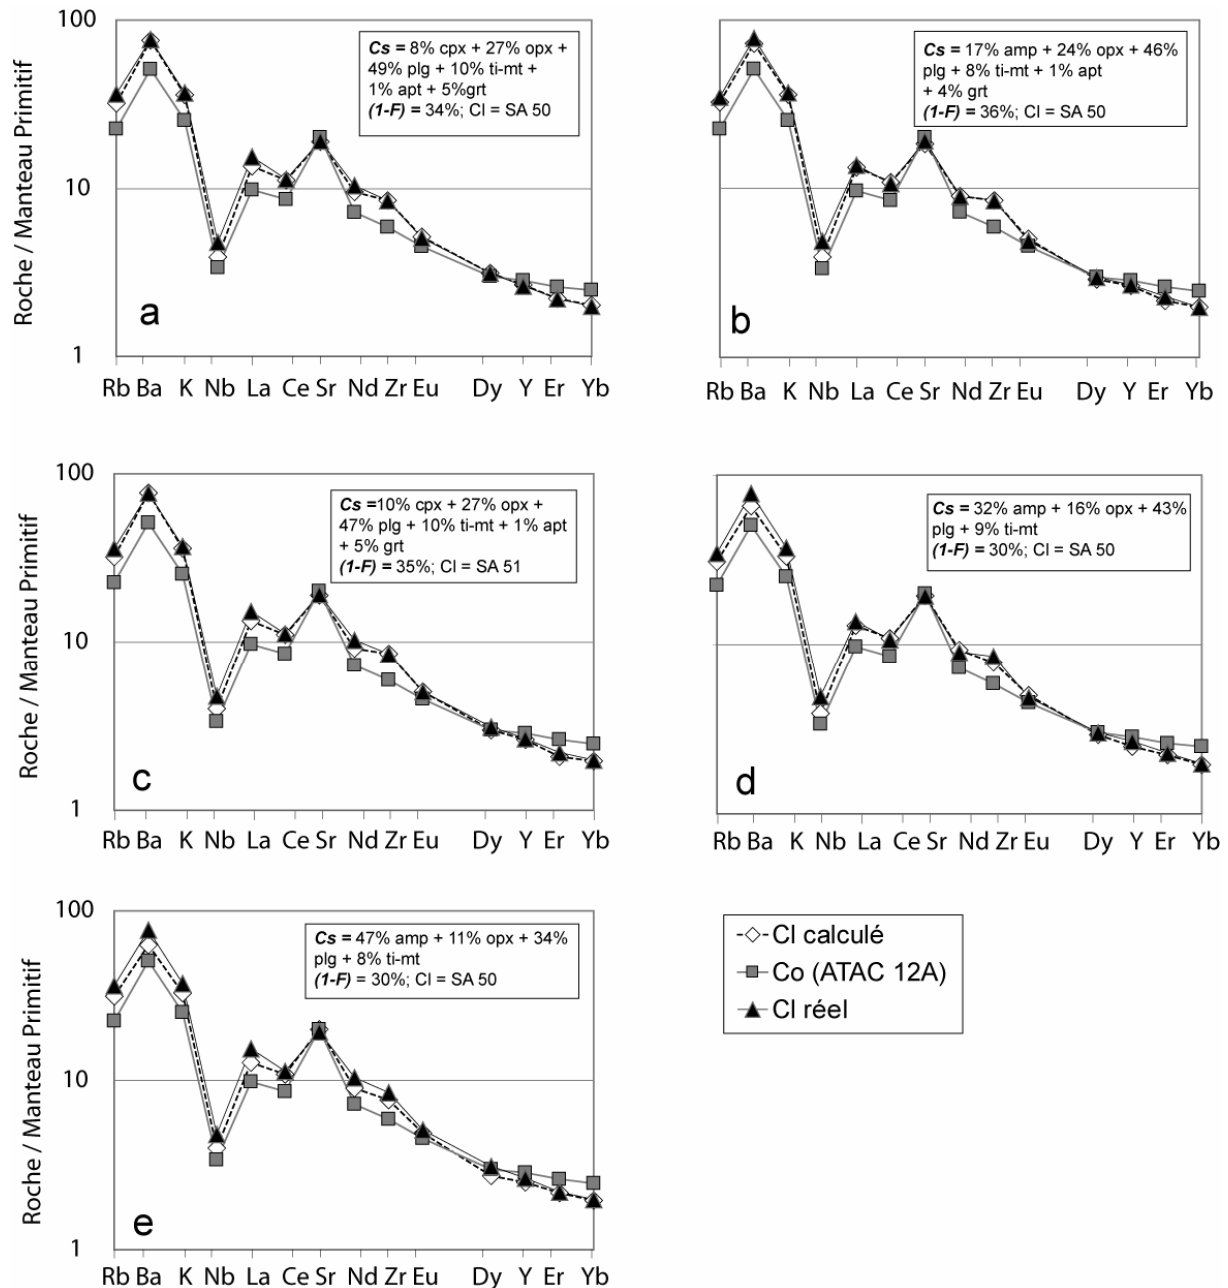 Roche / Manteau Primitif
100
10
1
Cs = 8% cpx + 27% opx +
49% plg + 10% ti-mt +
1% apt + 5%grt
(1-F) = 34%; Cl = SA 50
a
Rb Ba K Nb La Ce Sr Nd Zr Eu Dy Y Er Yb
Cs = 17% amp + 24% opx + 46%
plg + 8% ti-mt + 1% apt
+ 4% grt
(1-F) = 36%; Cl = SA 50
b
Rb Ba K Nb La Ce Sr Nd Zr Eu Dy Y Er Yb
Roche / Manteau Primitif
100
10
1
Cs =10% cpx + 27% opx +
47% plg + 10% ti-mt + 1% apt
+ 5% grt
(1-F) = 35%; Cl = SA 51
c
Rb Ba K Nb La Ce Sr Nd Zr Eu Dy Y Er Yb
Cs = 32% amp + 16% opx + 43%
plg + 9% ti-mt
(1-F) = 30%; Cl = SA 50
d
Rb Ba K Nb La Ce Sr Nd Zr Eu Dy Y Er Yb
Roche / Manteau Primitif
100
10
1
Cs = 47% amp + 11% opx + 34%
plg + 8% ti-mt
(1-F) = 30%; Cl = SA 50
e
Rb Ba K Nb La Ce Sr Nd Zr Eu Dy Y Er Yb
Cl calculé
Co (ATAC 12A)
Cl réel